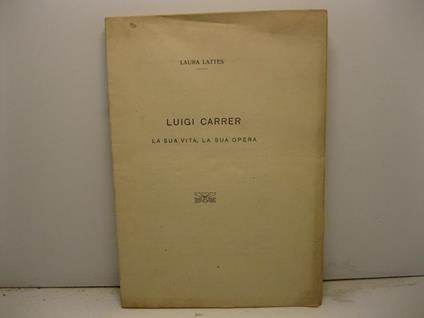 LAURA LATTES
LUIGI CARRER
LA SUA VITA, LA SUA OPERA